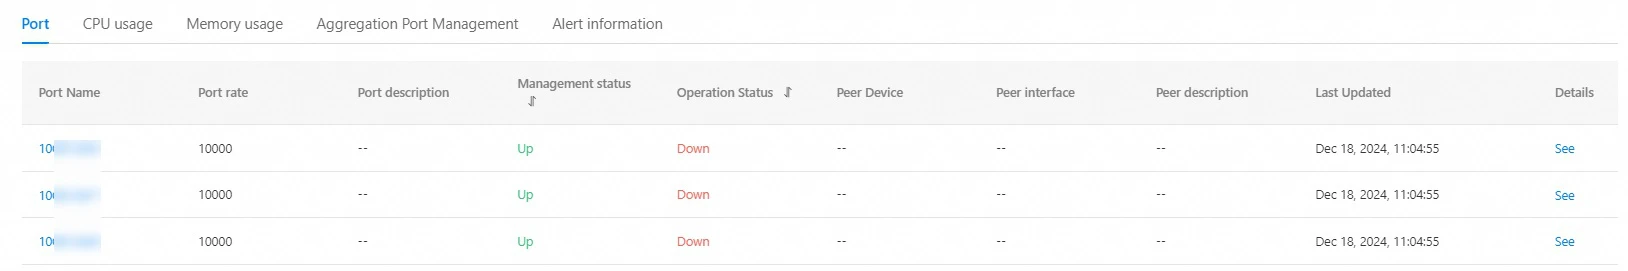 Port CPU usage Memory usage Aggregation Port Management Alert information
Port Name Port rate Port description Management status Operation Status Peer Device Peer interface Peer description Last Updated Details
10000 -- Up Down -- -- -- Dec 18, 2024, 11:04:55 See
10000 -- Up Down -- -- -- Dec 18, 2024, 11:04:55 See
10000 -- Up Down -- -- -- Dec 18, 2024, 11:04:55 See